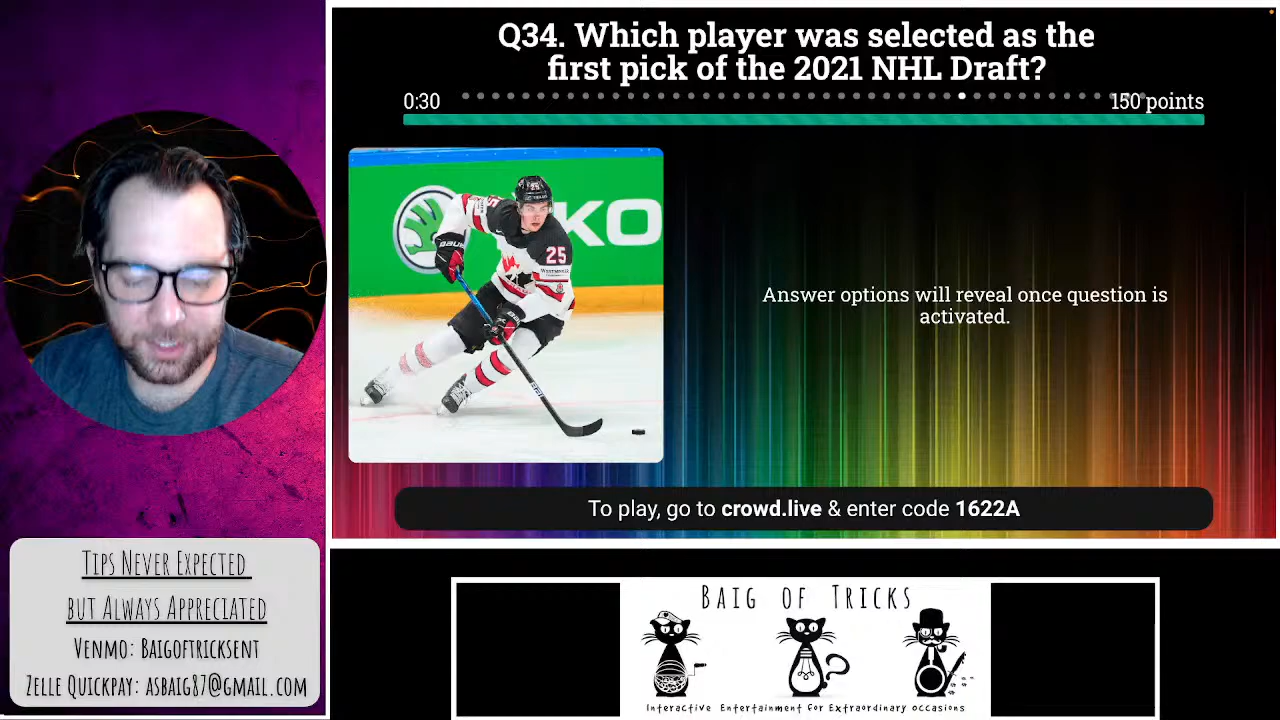 Q34. Which player was selected as the
first pick of the 2021 NHL Draft?
0:30
150 points
KO
25
Answer options will reveal once question is
activated.
To play, go to crowd.live & enter code 1622A
Tips Never Expected
but Always Appreciated
Venmo: Baigoftricksent
Zelle Quickpay: asbaig87@gmail.com
Baig of Tricks
Interactive Entertainment for Extraordinary Occasions